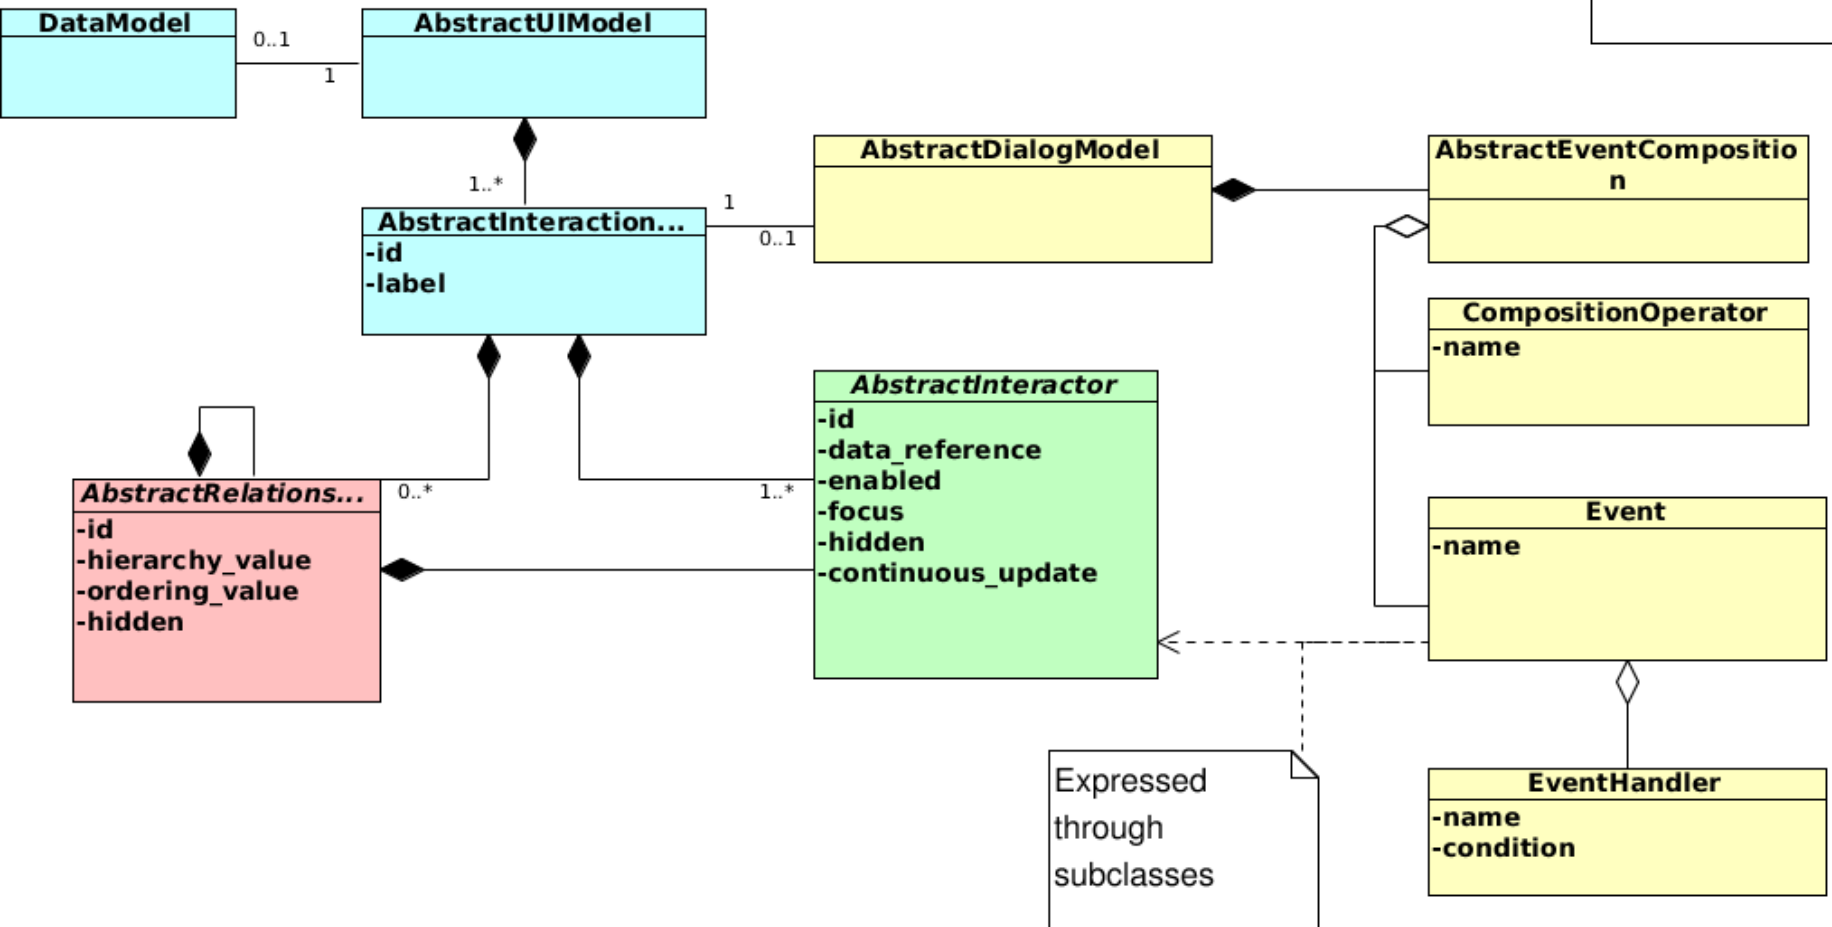 DataModel
0..1
1
AbstractUIModel
1..*
AbstractInteraction...
-id
-label
1
0..1
AbstractDialogModel
AbstractEventCompositio
n
CompositionOperator
-name
AbstractInteractor
-id
-data_reference
-enabled
-focus
-hidden
-continuous_update
0..*
1..*
AbstractRelations...
-id
-hierarchy_value
-ordering_value
-hidden
Event
-name
Expressed
through
subclasses
EventHandler
-name
-condition